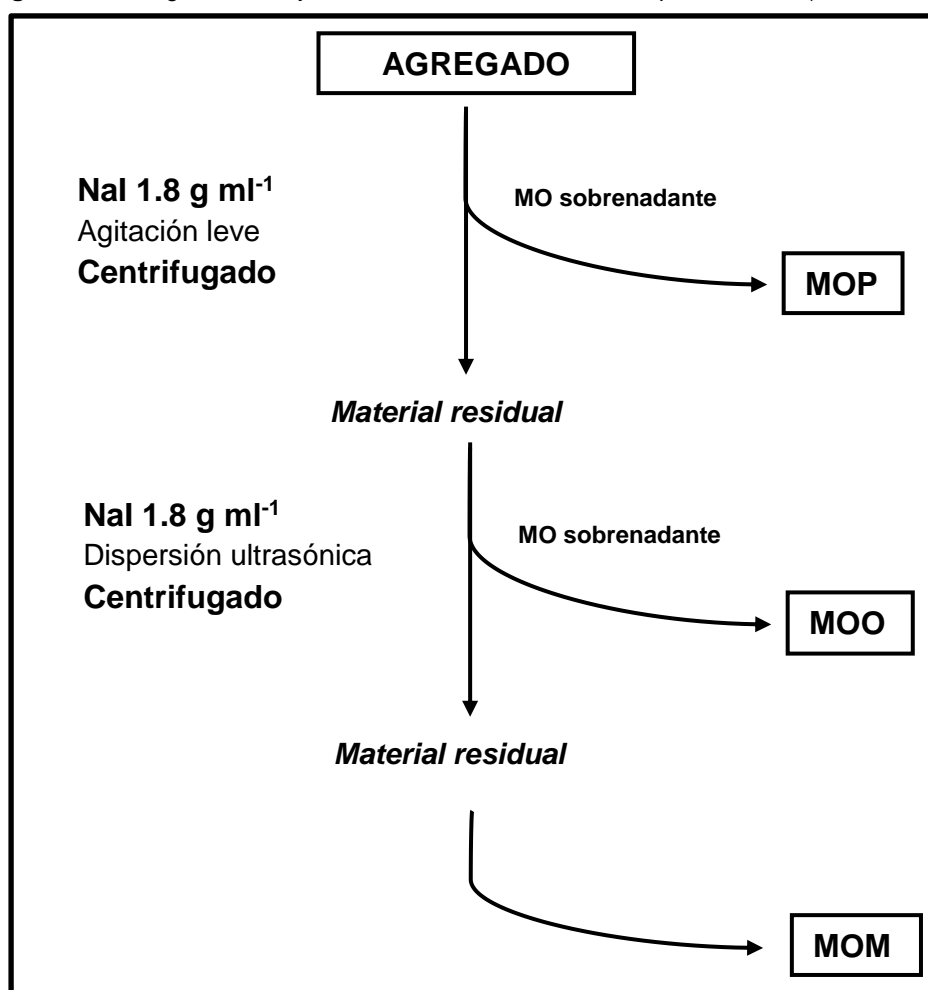 AGREGADO
NaI 1.8 g ml⁻¹
Agitación leve
Centrifugado
MO sobrenadante
MOP
Material residual
NaI 1.8 g ml⁻¹
Dispersión ultrasónica
Centrifugado
MO sobrenadante
MOO
Material residual
MOM